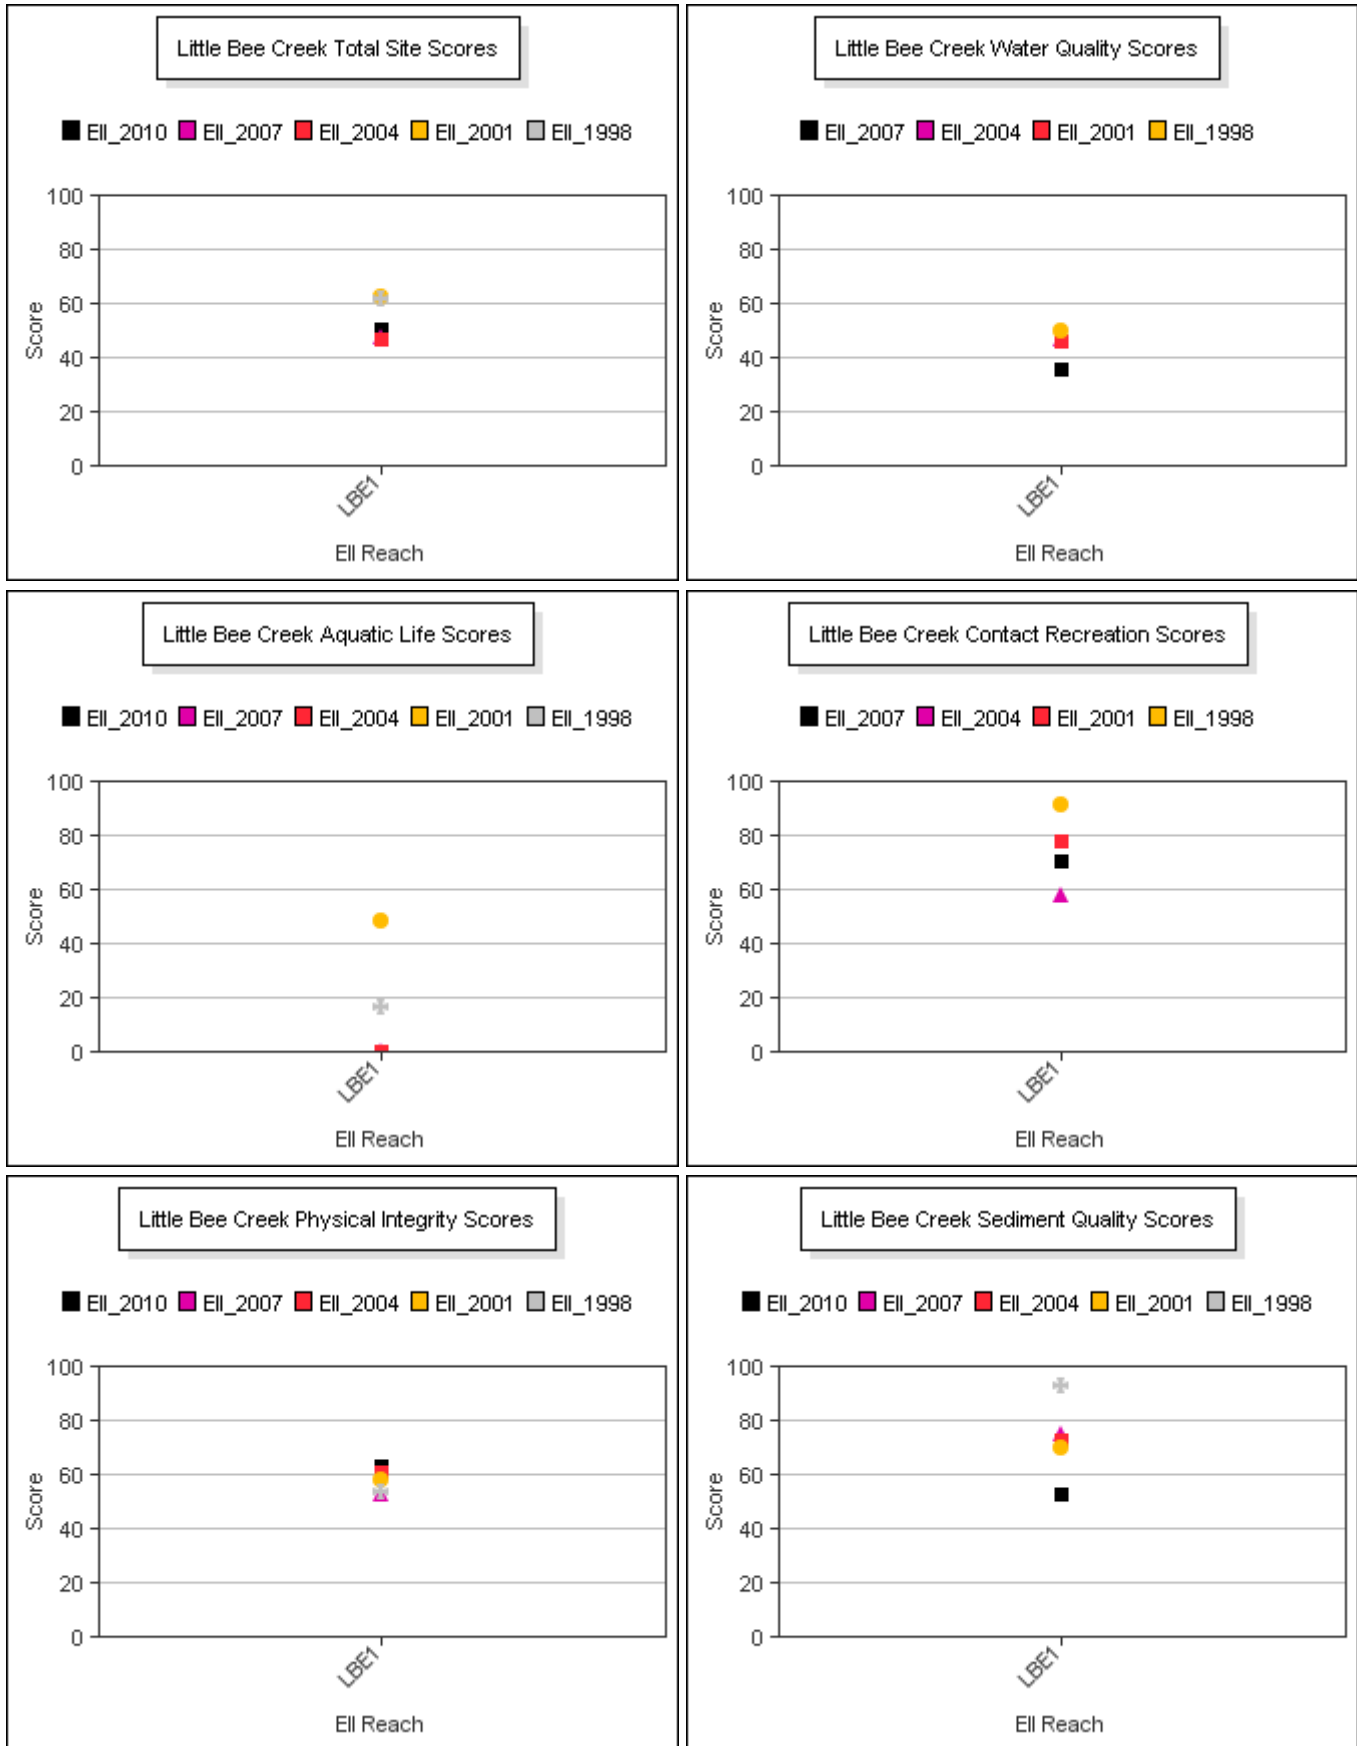 Little Bee Creek Total Site Scores
EII_2010 EII_2007 EII_2004 EII_2001 EII_1998
100
80
60
40
20
0
Score
LBE1
EII Reach
Little Bee Creek Water Quality Scores
EII_2007 EII_2004 EII_2001 EII_1998
100
80
60
40
20
0
Score
LBE1
EII Reach
Little Bee Creek Aquatic Life Scores
EII_2010 EII_2007 EII_2004 EII_2001 EII_1998
100
80
60
40
20
0
Score
LBE1
EII Reach
Little Bee Creek Contact Recreation Scores
EII_2007 EII_2004 EII_2001 EII_1998
100
80
60
40
20
0
Score
LBE1
EII Reach
Little Bee Creek Physical Integrity Scores
EII_2010 EII_2007 EII_2004 EII_2001 EII_1998
100
80
60
40
20
0
Score
LBE1
EII Reach
Little Bee Creek Sediment Quality Scores
EII_2010 EII_2007 EII_2004 EII_2001 EII_1998
100
80
60
40
20
0
Score
LBE1
EII Reach